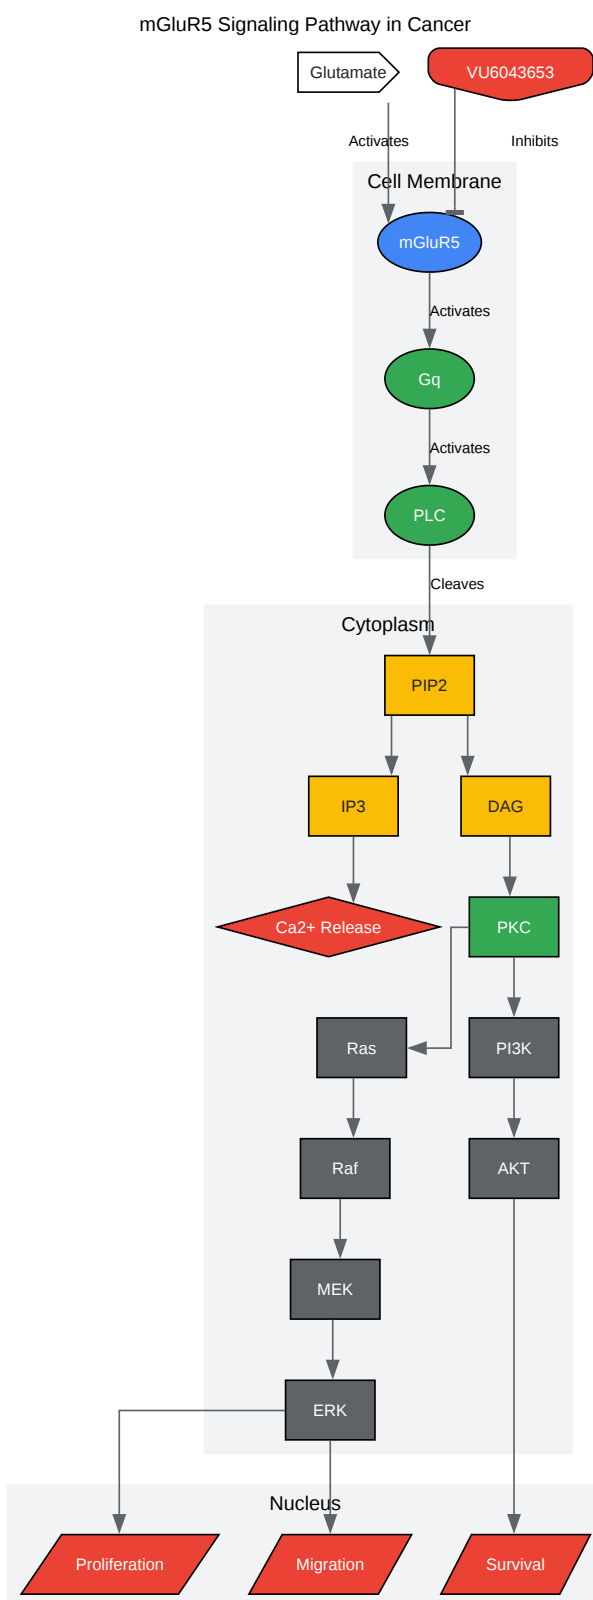 mGluR5 Signaling Pathway in Cancer
Glutamate
VU6043653
Activates
Inhibits
Cell Membrane
mGluR5
Activates
Gq
Activates
PLC
Cleaves
Cytoplasm
PIP2
IP3
DAG
Ca2+ Release
PKC
Ras
PI3K
Raf
AKT
MEK
ERK
Nucleus
Proliferation
Migration
Survival